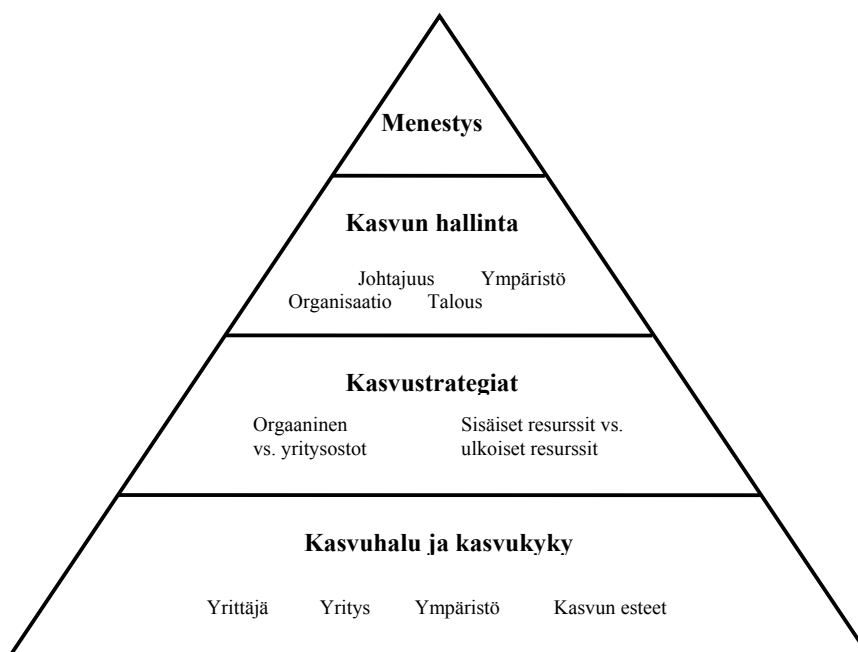 Menestys
Kasvun hallinta
Johtajuus Ympäristö
Organisaatio Talous
Kasvustrategiat
Orgaaninen
vs. yritysostot
Sisäiset resurssit vs.
ulkoiset resurssit
Kasvuhalu ja kasvukyky
Yrittäjä Yritys Ympäristö Kasvun esteet